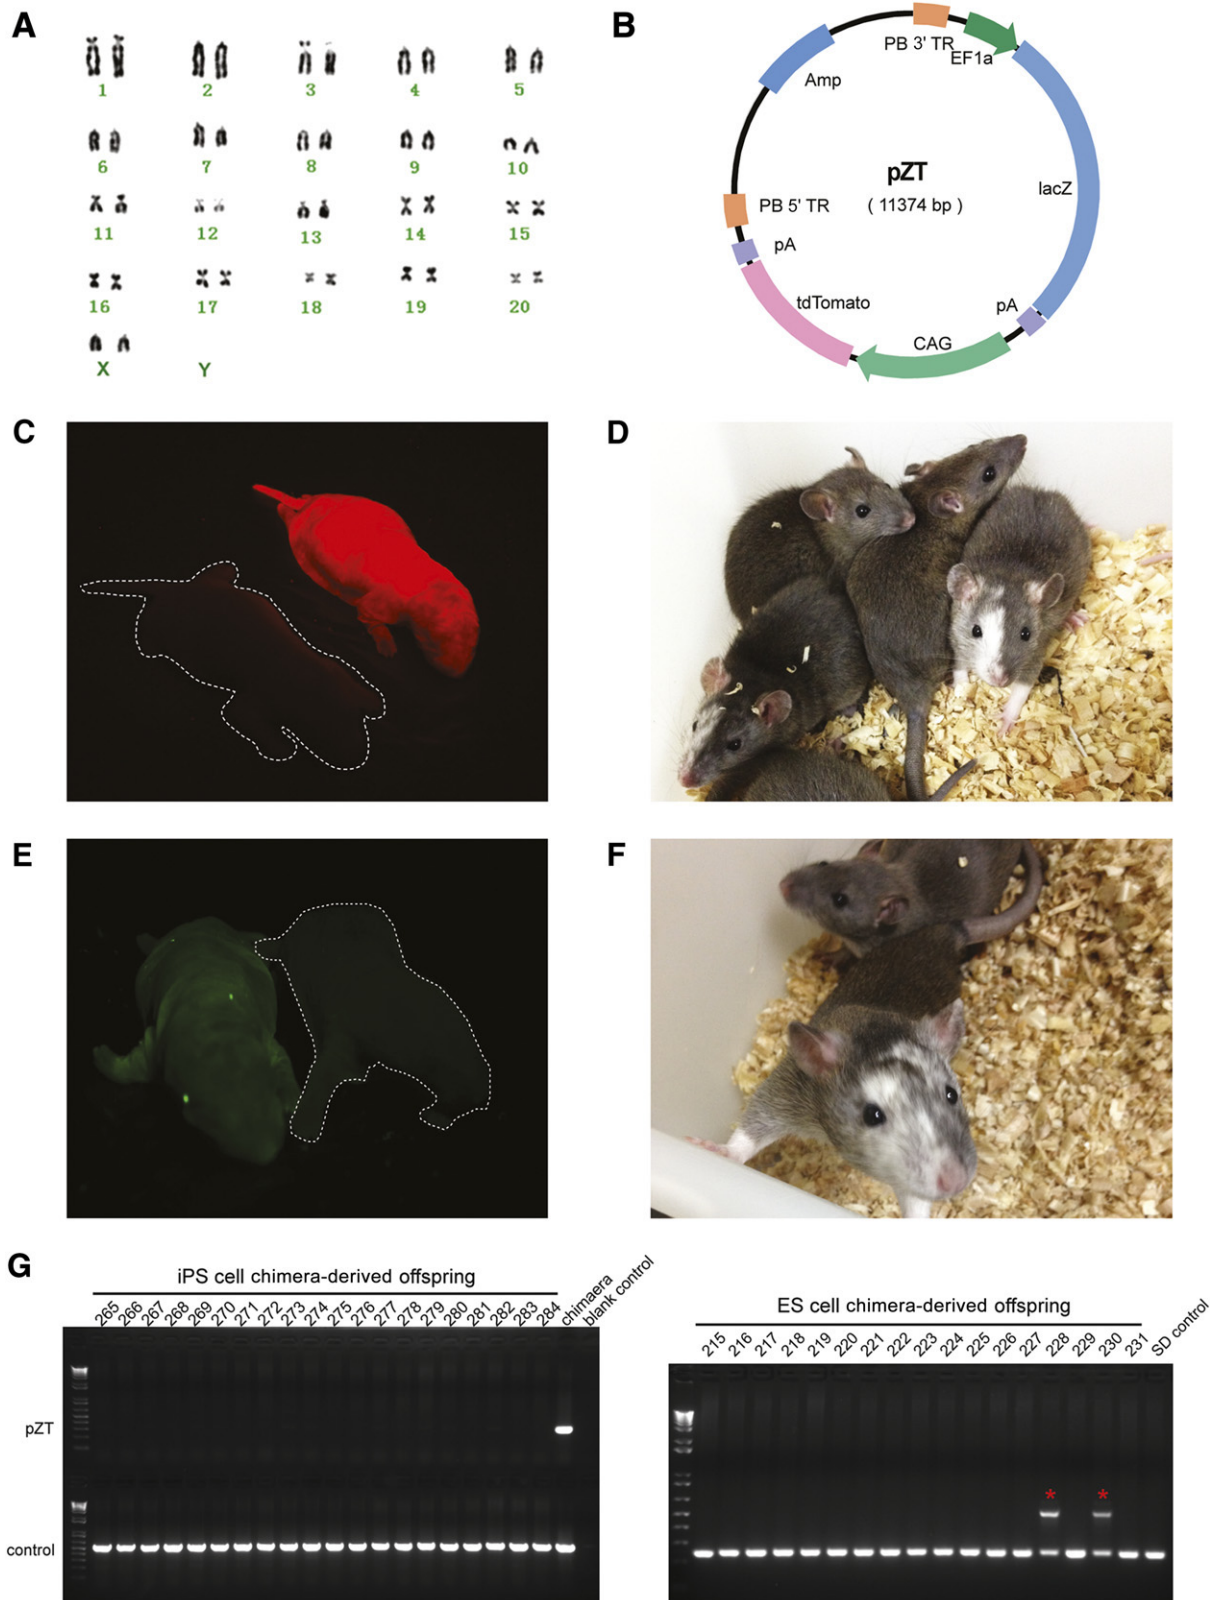 A
1 2 3 4 5
6 7 8 9 10
11 12 13 14 15
16 17 18 19 20
X Y
B
PB 3' TR
EF1a
Amp
lacZ
pZT
( 11374 bp )
PB 5' TR
pA
tdTomato
pA
CAG
C
D
E
F
G
iPS cell chimera-derived offspring
265 266 267 268 269 270 271 272 273 274 275 276 277 278 279 280 281 282 283 284 chimaera blank control
pZT
control
ES cell chimera-derived offspring
215 216 217 218 219 220 221 222 223 224 225 226 227 228 229 230 231 SD control
* *